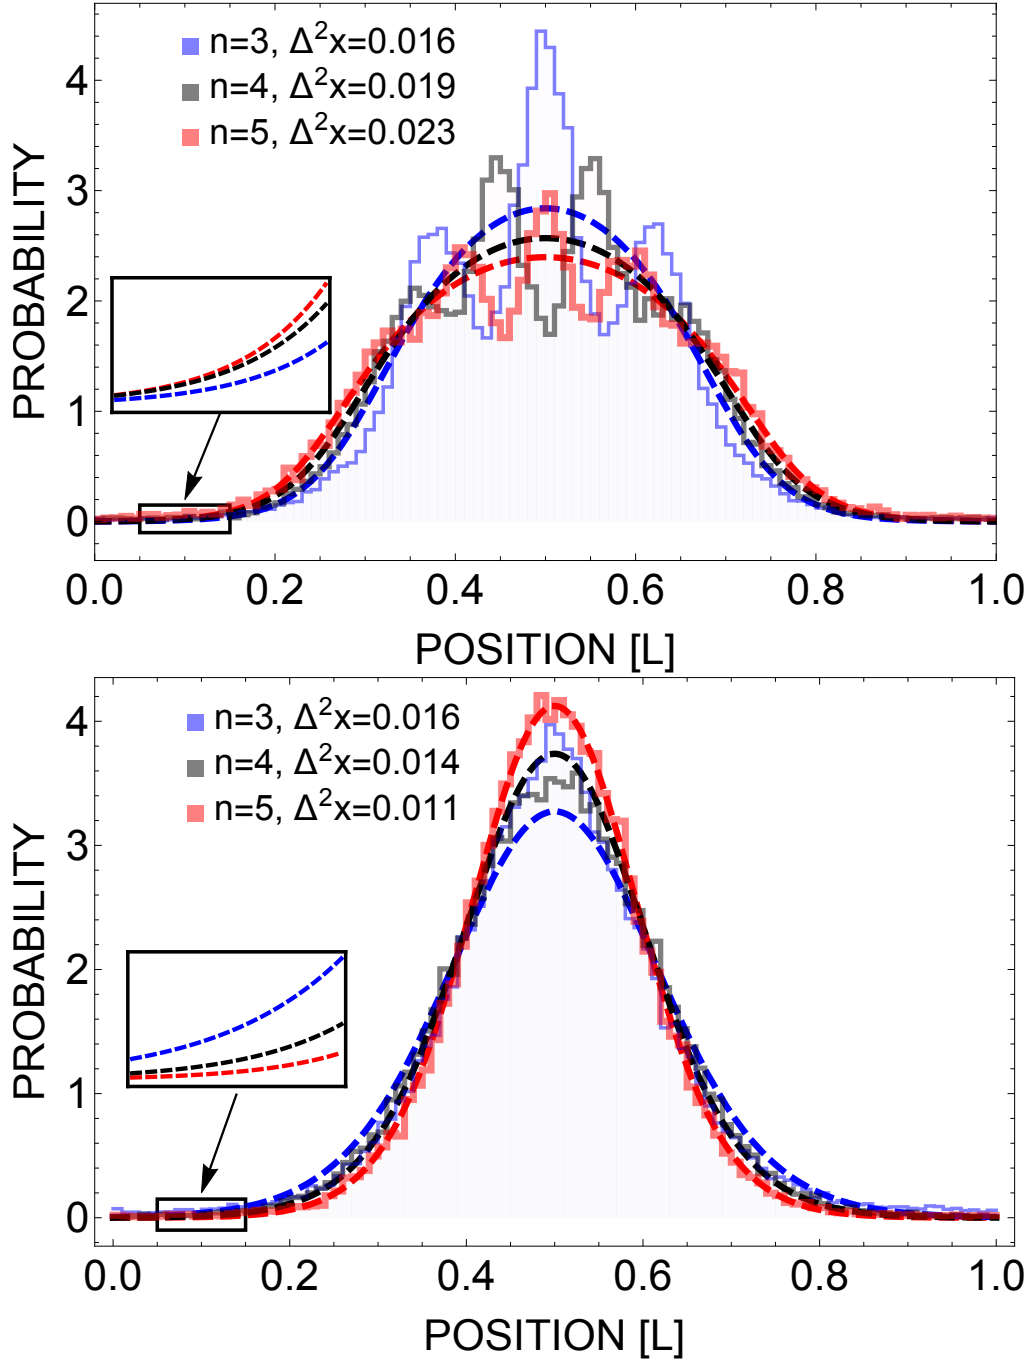 n=3, Δ²x=0.016
n=4, Δ²x=0.019
n=5, Δ²x=0.023
PROBABILITY
4
3
2
1
0
0.0 0.2 0.4 0.6 0.8 1.0
POSITION [L]
n=3, Δ²x=0.016
n=4, Δ²x=0.014
n=5, Δ²x=0.011
PROBABILITY
4
3
2
1
0
0.0 0.2 0.4 0.6 0.8 1.0
POSITION [L]